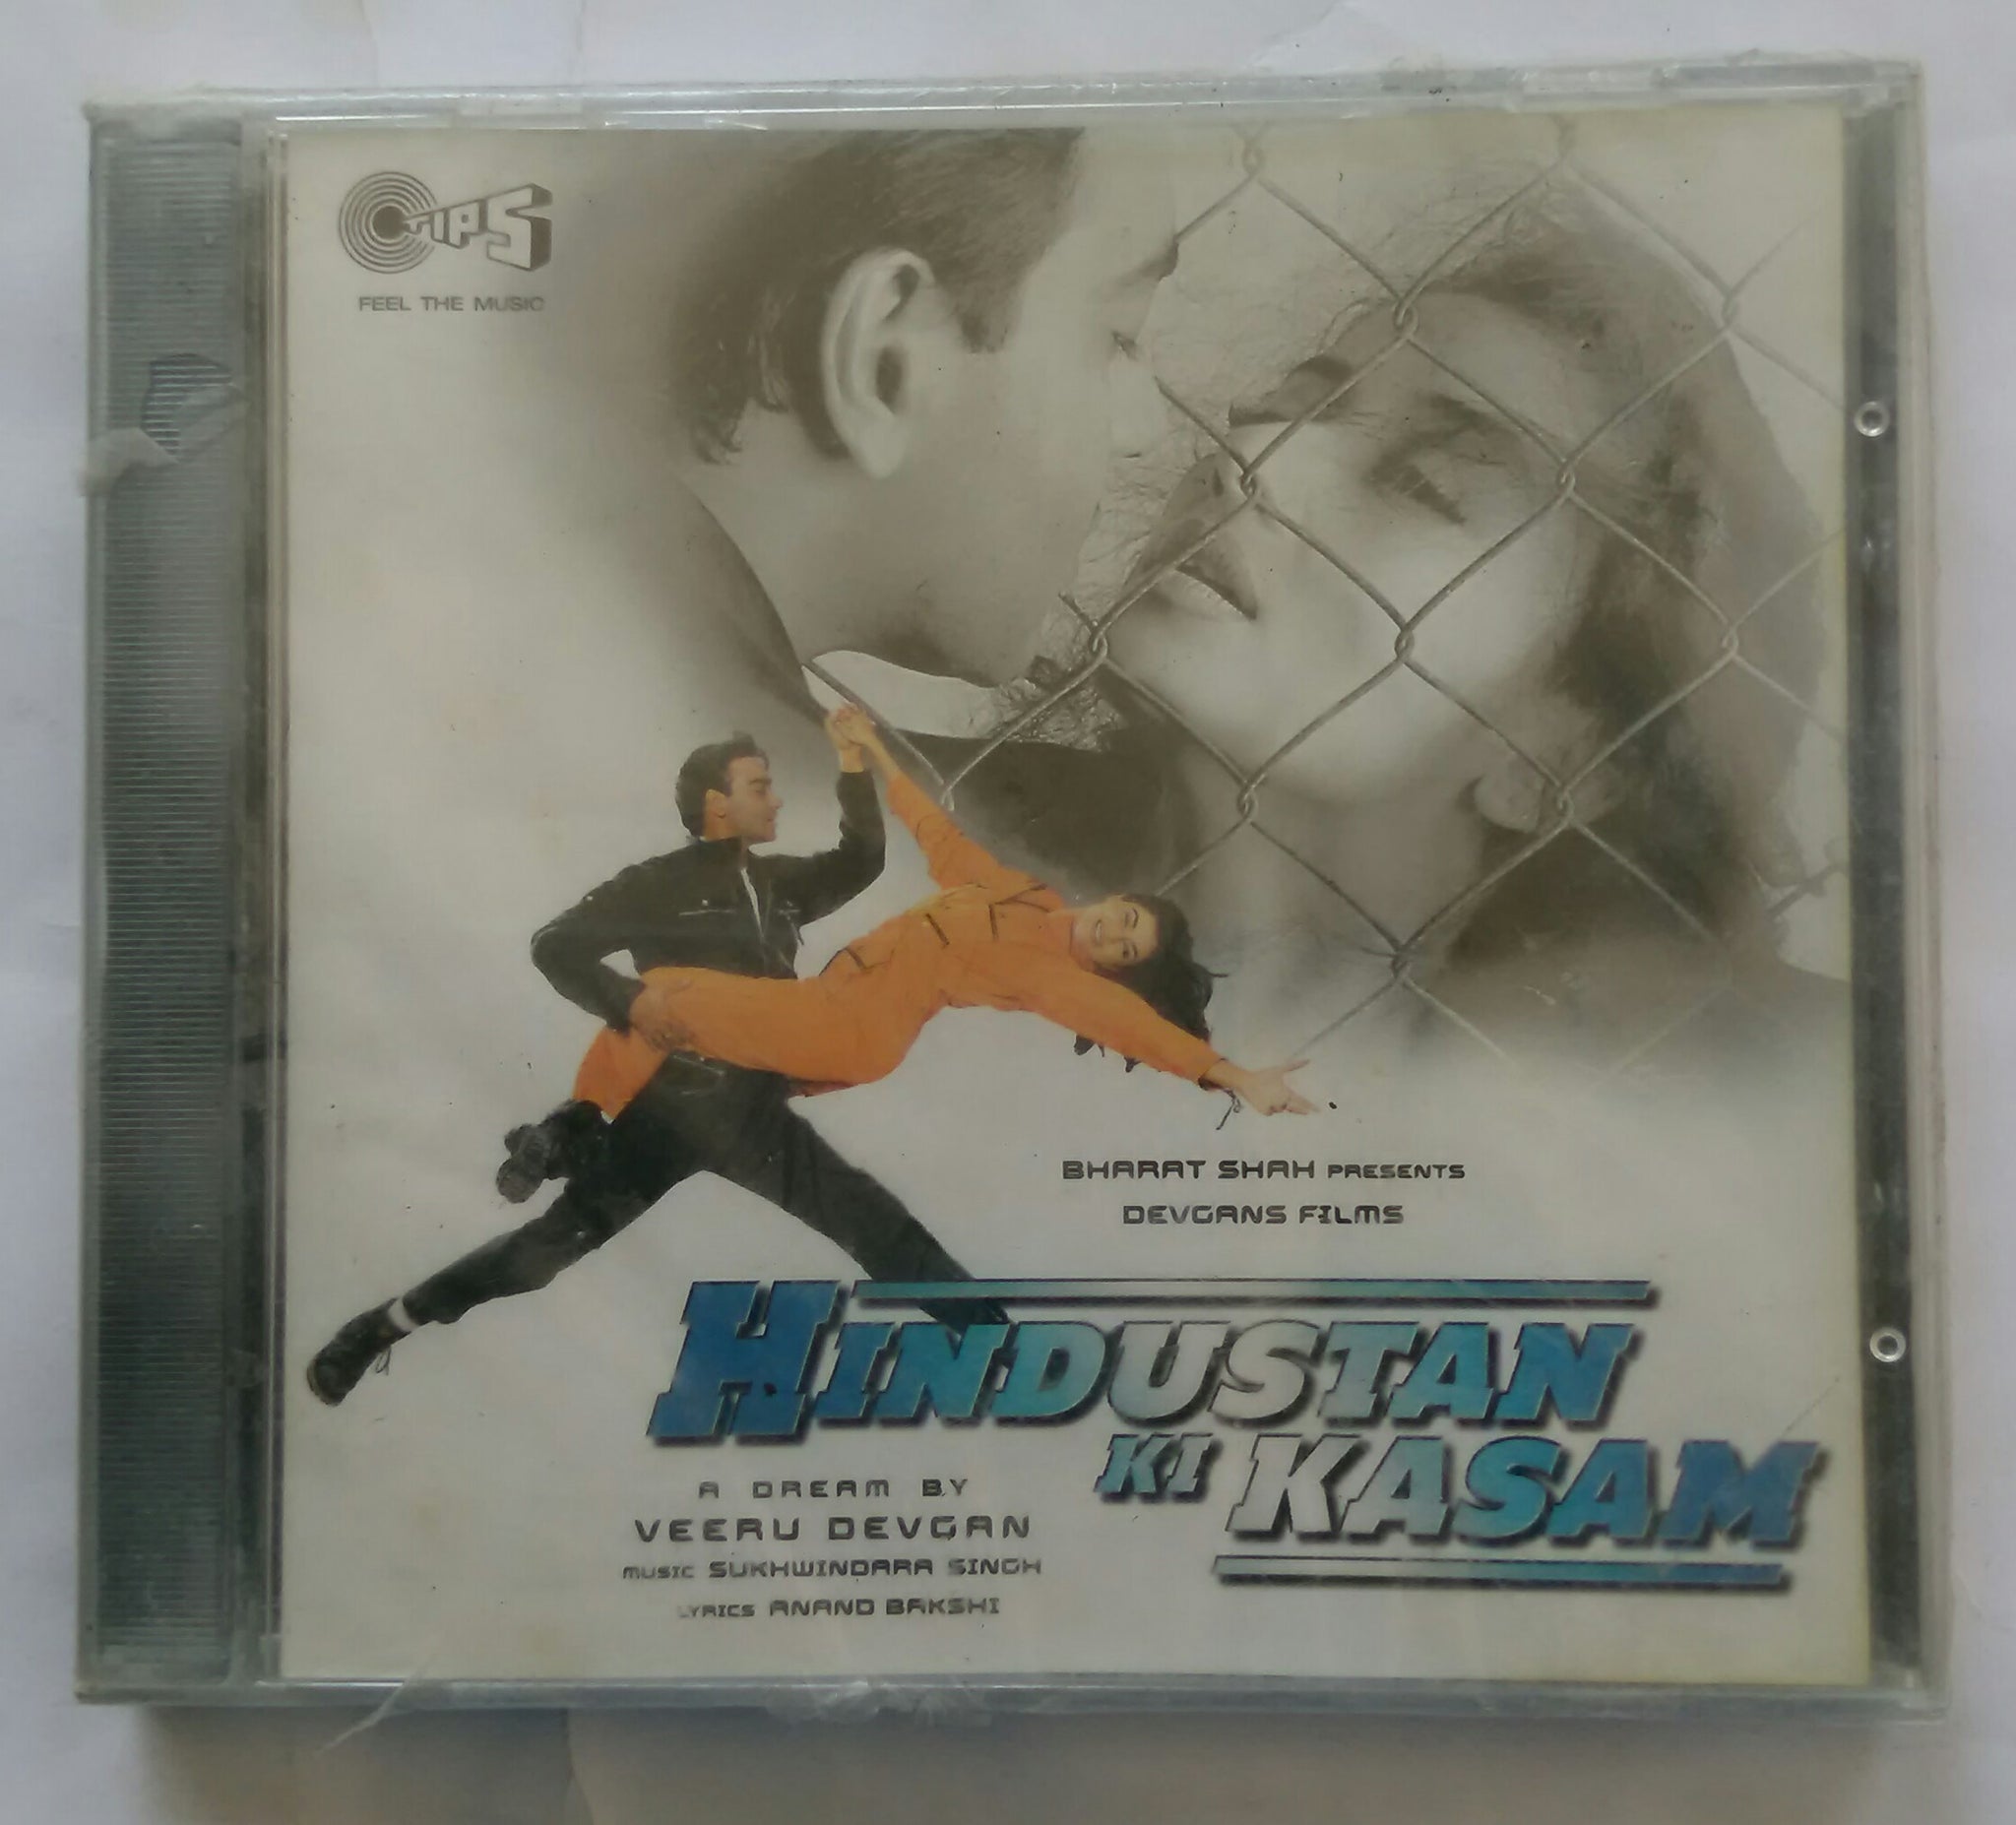 TIPS
FEEL THE MUSIC
BHARAT SHAH PRESENTS
DEVGANS FILMS
HINDUSTAN
KI KASAM
A DREAM BY
VEERU DEVGAN
MUSIC SUKHWINDARA SINGH
LYRICS ANAND BAKSHI